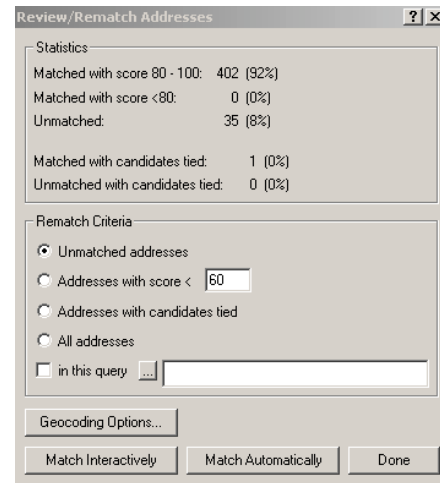 Review/Rematch Addresses
Statistics
Matched with score 80 - 100: 402 (92%)
Matched with score <80: 0 (0%)
Unmatched: 35 (8%)
Matched with candidates tied: 1 (0%)
Unmatched with candidates tied: 0 (0%)
Rematch Criteria
Unmatched addresses
Addresses with score < 60
Addresses with candidates tied
All addresses
in this query ...
Geocoding Options...
Match Interactively Match Automatically Done